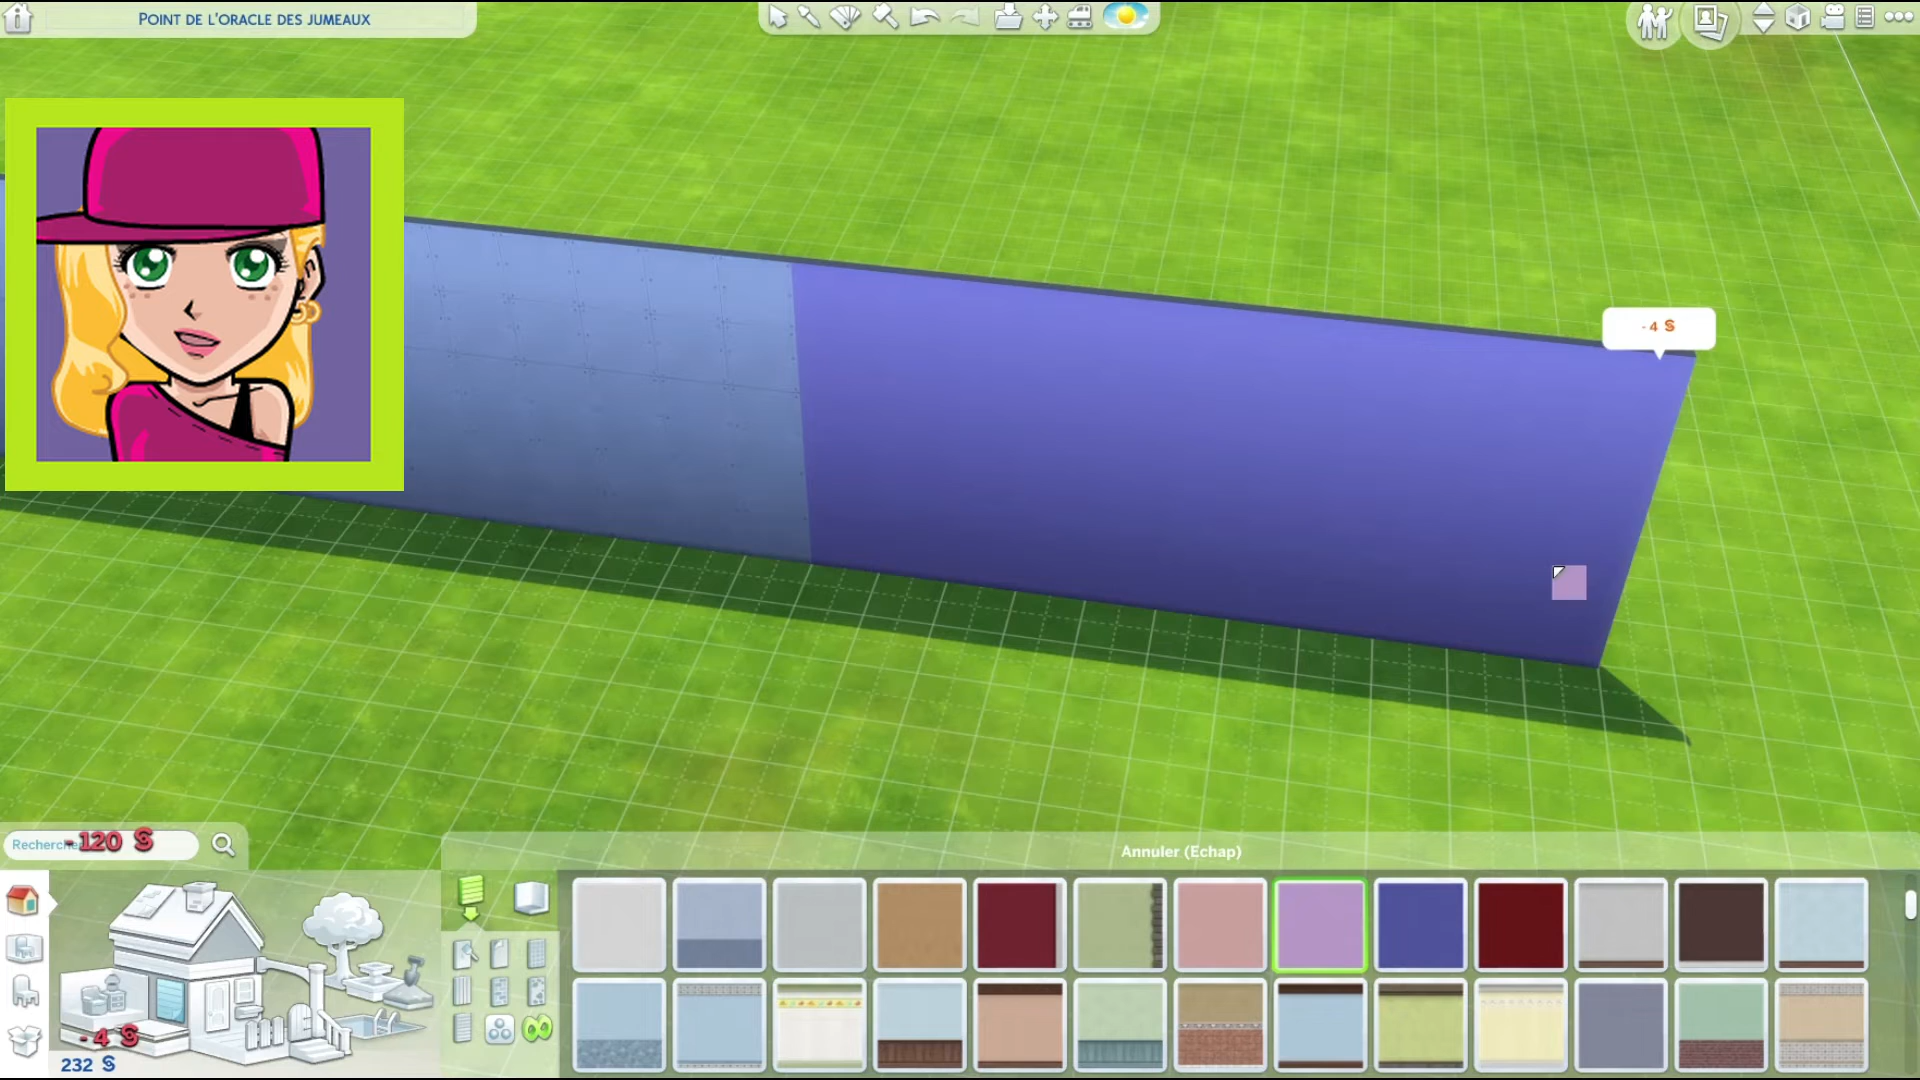 POINT DE L'ORACLE DES JUMEAUX
- 4 $
Annuler (Echap)
Recherche
- 120 $
- 4 $
232 $